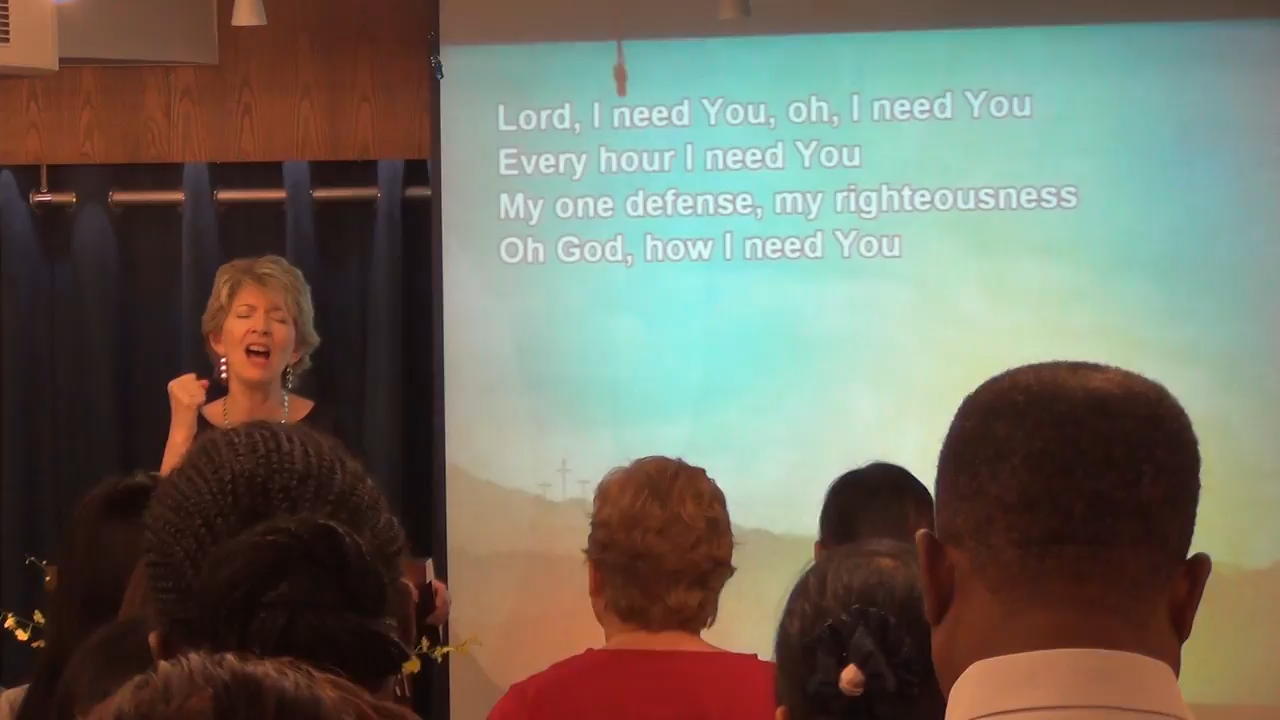 Lord, I need You, oh, I need You
Every hour I need You
My one defense, my righteousness
Oh God, how I need You